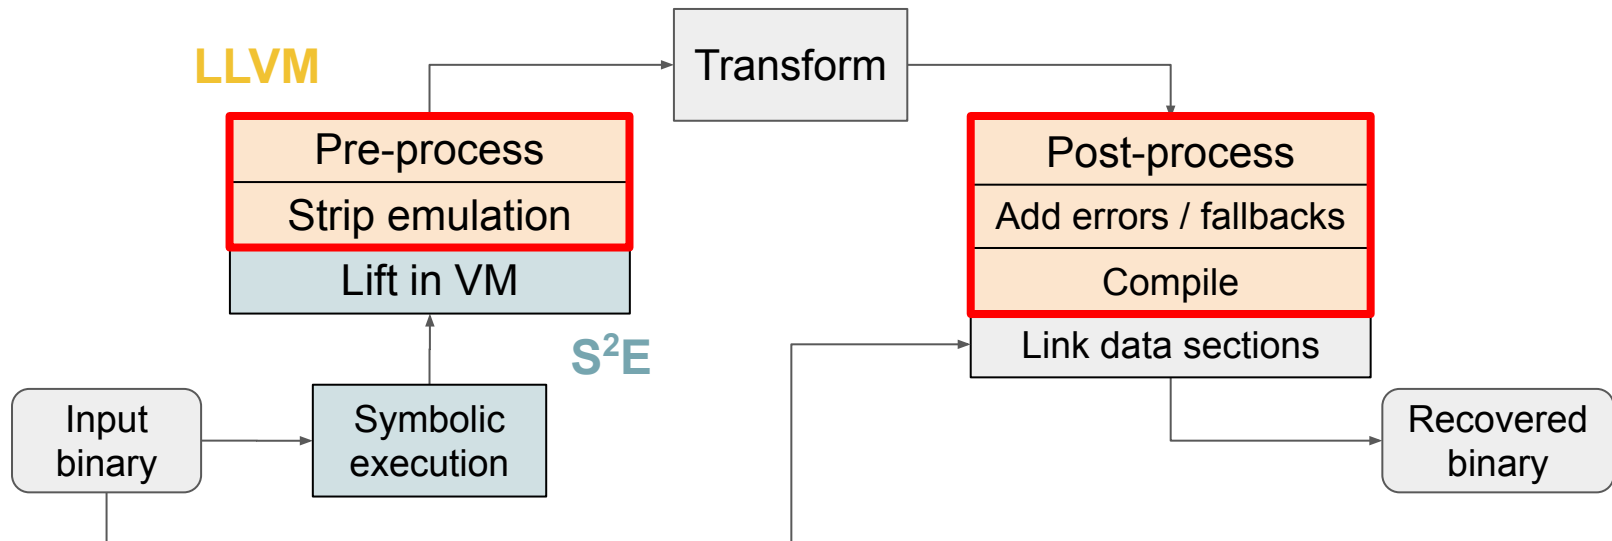 LLVM
Transform
Pre-process
Strip emulation
Lift in VM
S²E
Input
binary
Symbolic
execution
Post-process
Add errors / fallbacks
Compile
Link data sections
Recovered
binary